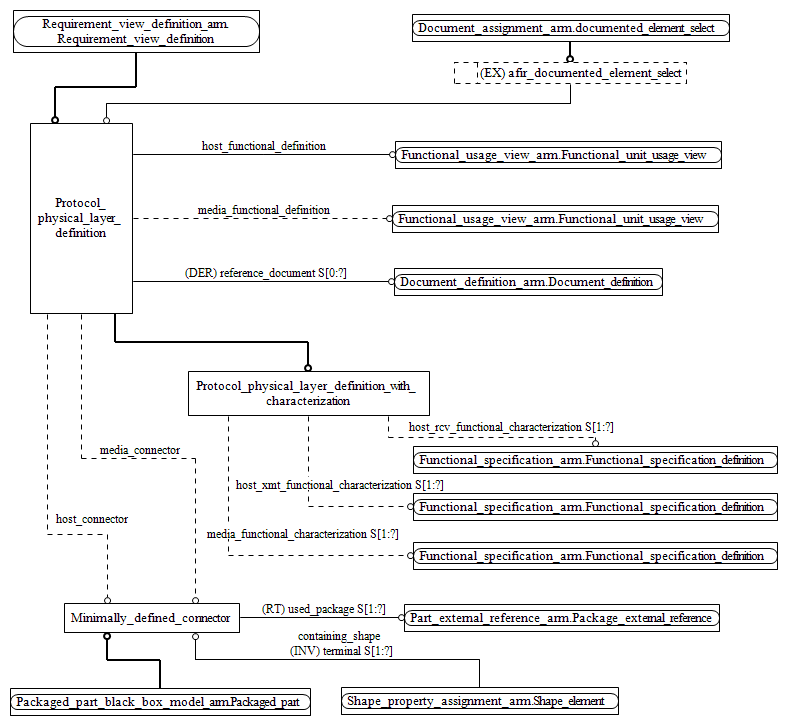 Requirement_view_definition_arm.
Requirement_view_definition
Document_assignment_arm.documented_element_select
(EX) afir_documented_element_select
host_functional_definition
Functional_usage_view_arm.Functional_unit_usage_view
Protocol_
physical_layer_
definition
media_functional_definition
Functional_usage_view_arm.Functional_unit_usage_view
(DER) reference_document S[0:?]
Document_definition_arm.Document_definition
Protocol_physical_layer_definition_with_
characterization
host_rcv_functional_characterization S[1:?]
Functional_specification_arm.Functional_specification_definition
media_connector
host_xmt_functional_characterization S[1:?]
Functional_specification_arm.Functional_specification_definition
host_connector
media_functional_characterization S[1:?]
Functional_specification_arm.Functional_specification_definition
Minimally_defined_connector
(RT) used_package S[1:?]
Part_external_reference_arm.Package_external_reference
containing_shape
(INV) terminal S[1:?]
Packaged_part_black_box_model_arm.Packaged_part
Shape_property_assignment_arm.Shape_element